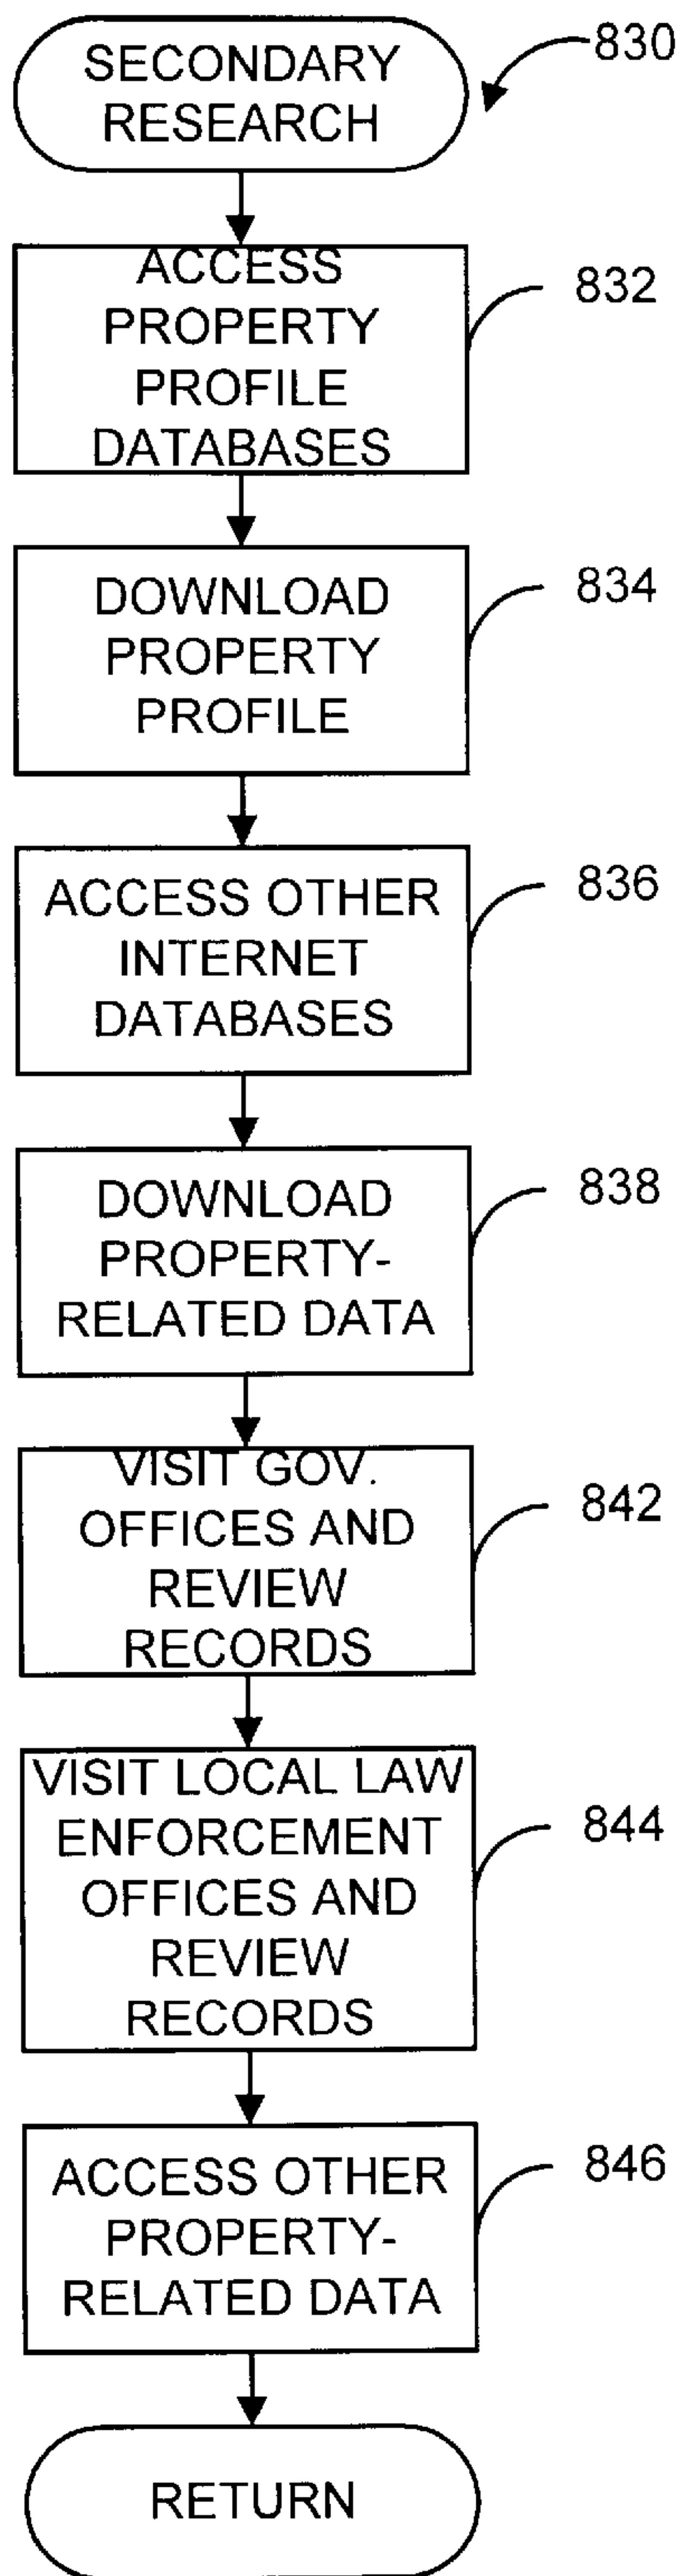 SECONDARY
RESEARCH
830
ACCESS
PROPERTY
PROFILE
DATABASES
832
DOWNLOAD
PROPERTY
PROFILE
834
ACCESS OTHER
INTERNET
DATABASES
836
DOWNLOAD
PROPERTY-
RELATED DATA
838
VISIT GOV.
OFFICES AND
REVIEW
RECORDS
842
VISIT LOCAL LAW
ENFORCEMENT
OFFICES AND
REVIEW
RECORDS
844
ACCESS OTHER
PROPERTY-
RELATED DATA
846
RETURN